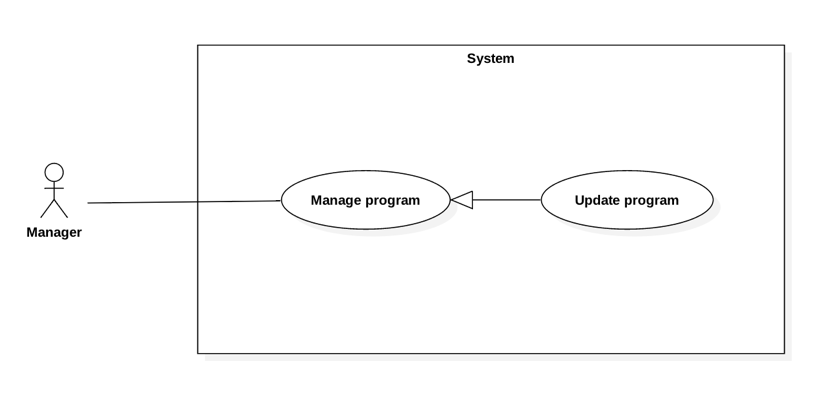 System
Manage program
Update program
Manager